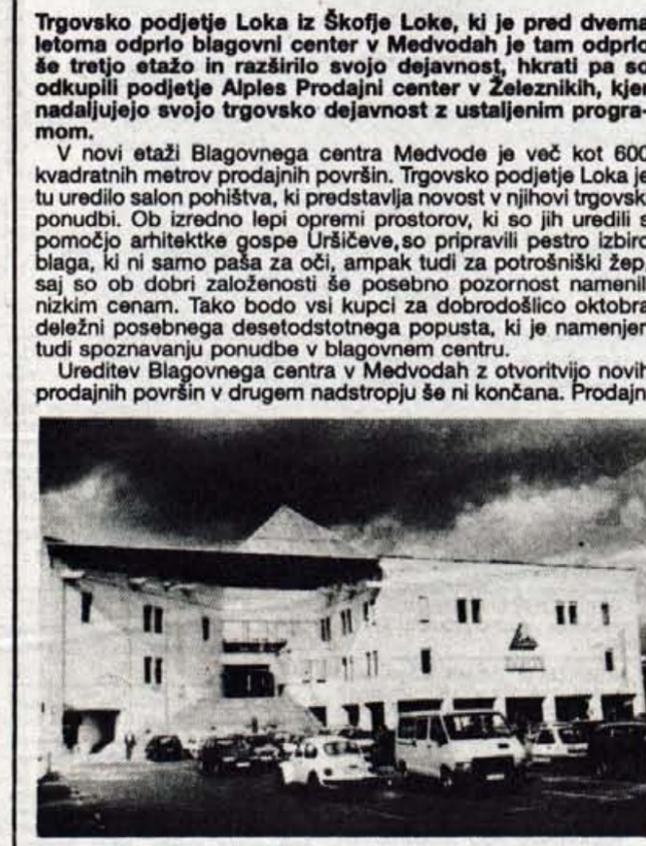 Trgovsko podjetje Loka iz Škofje Loke, ki je pred dvema
letoma odprlo blagovni center v Medvodah je tam odprlo
še tretjo etažo in razširilo svojo dejavnost, hkrati pa so
odkupili podjetje Alples Prodajni center v Železnikih, kjer
nadaljujejo svojo trgovsko dejavnost z ustaljenim progra-
mom.
V novi etaži Blagovnega centra Medvode je več kot 600
kvadratnih metrov prodajnih površin. Trgovsko podjetje Loka je
tu uredilo salon pohištva, ki predstavlja novost v njihovi trgovsk
ponudbi. Ob izredno lepi opremi prostorov, ki so jih uredili s
pomočjo arhitektke gospe Uršičeve,so pripravili pestro izbiro
blaga, ki ni samo paša za oči, ampak tudi za potrošniški žep,
saj so ob dobri založenosti še posebno pozornost namenil
nizkim cenam. Tako bodo vsi kupci za dobrodošlico oktobra
deležni posebnega desetodstotnega popusta, ki je namenjen
tudi spoznavanju ponudbe v blagovnem centru.
Ureditev Blagovnega centra v Medvodah z otvoritvijo novih
prodajnih površin v drugem nadstropju še ni končana. Prodajn